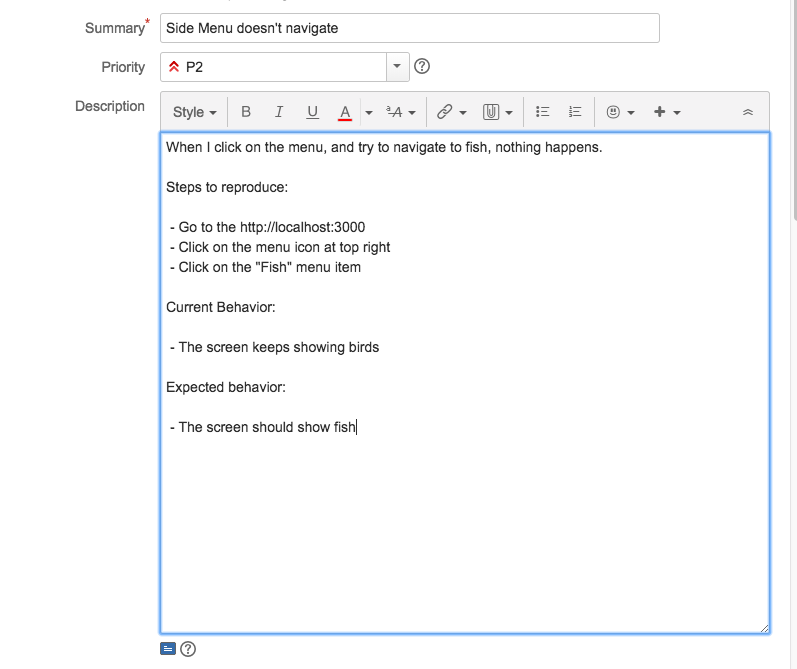 Summary* Side Menu doesn't navigate
Priority P2 ?
Description Style B I U A ªA
When I click on the menu, and try to navigate to fish, nothing happens.
Steps to reproduce:
- Go to the http://localhost:3000
- Click on the menu icon at top right
- Click on the "Fish" menu item
Current Behavior:
- The screen keeps showing birds
Expected behavior:
- The screen should show fish
?